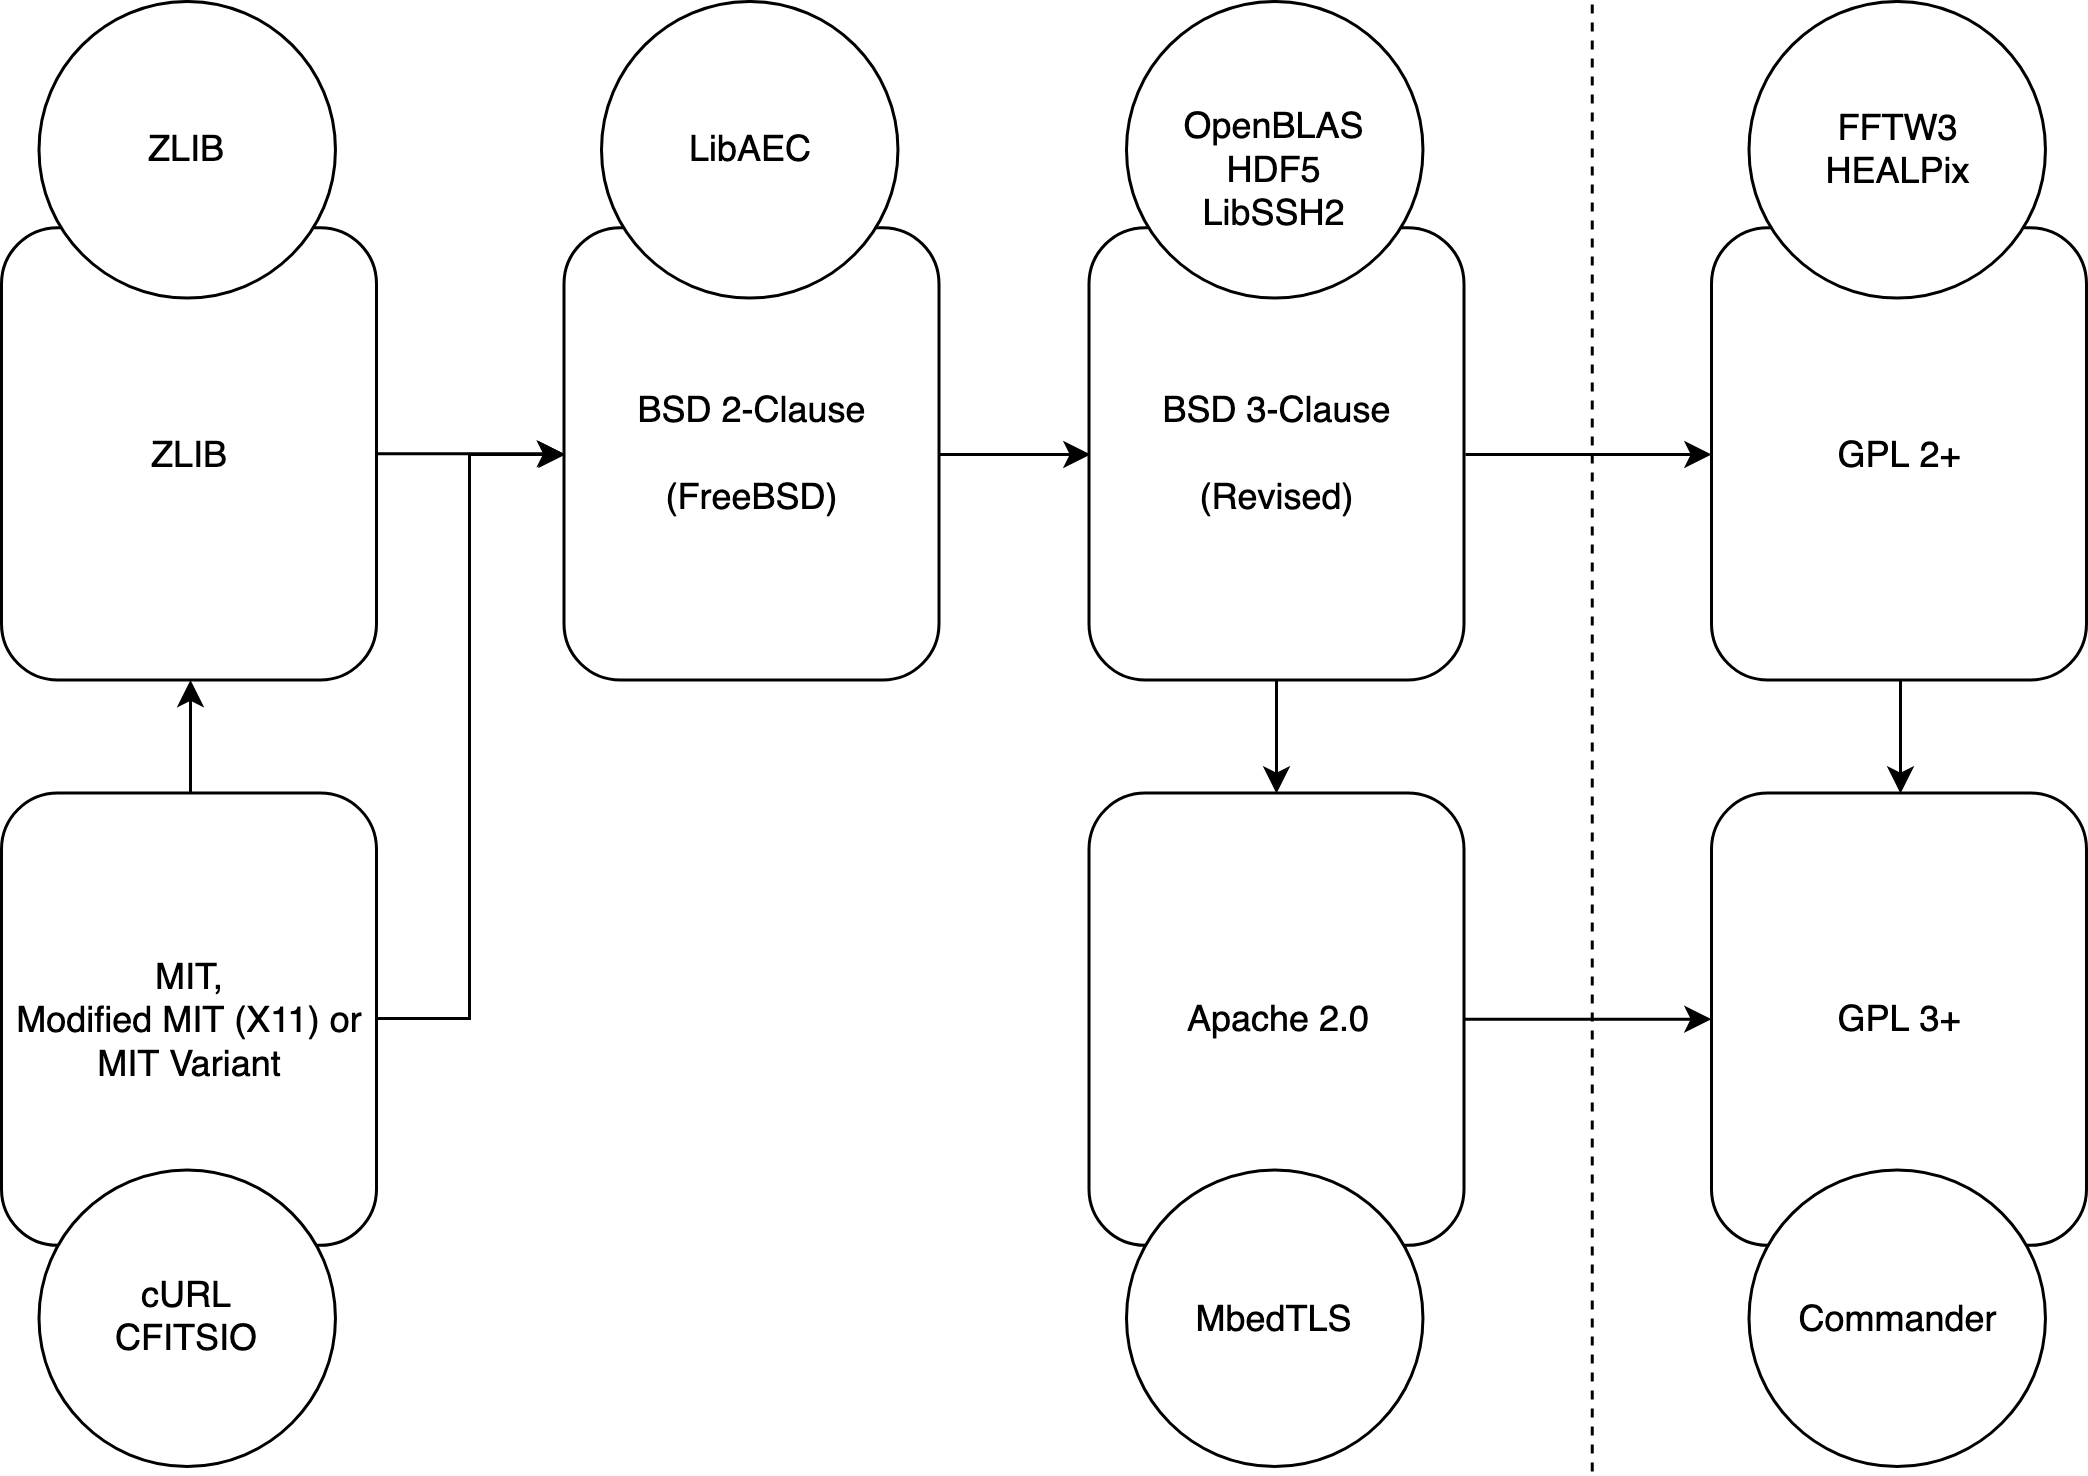 ZLIB
LibAEC
OpenBLAS
HDF5
LibSSH2
FFTW3
HEALPix
ZLIB
BSD 2-Clause
(FreeBSD)
BSD 3-Clause
(Revised)
GPL 2+
MIT,
Modified MIT (X11) or
MIT Variant
Apache 2.0
GPL 3+
cURL
CFITSIO
MbedTLS
Commander